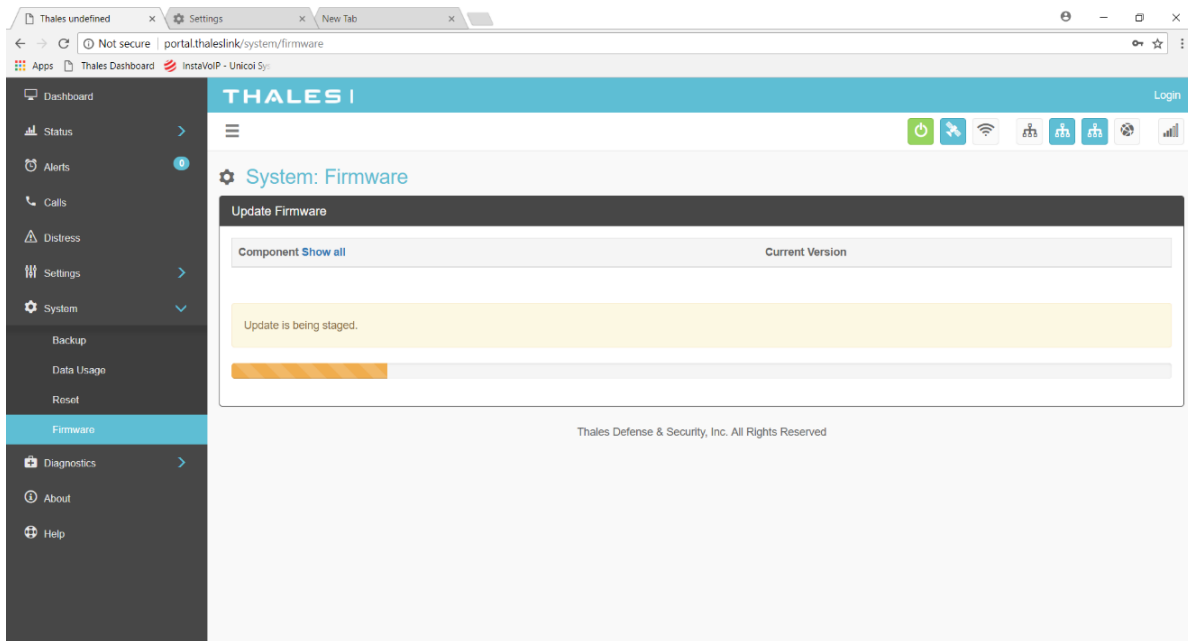 Thales undefined
Settings
New Tab
Not secure portal.thaleslink/system/firmware
Apps Thales Dashboard InstaVoIP - Unicoi Sys
Dashboard
THALES
Login
Status
Alerts 0
System: Firmware
Calls
Update Firmware
Distress
Component Show all Current Version
Settings
System
Update is being staged.
Backup
Data Usage
Reset
Firmware
Thales Defense & Security, Inc. All Rights Reserved
Diagnostics
About
Help